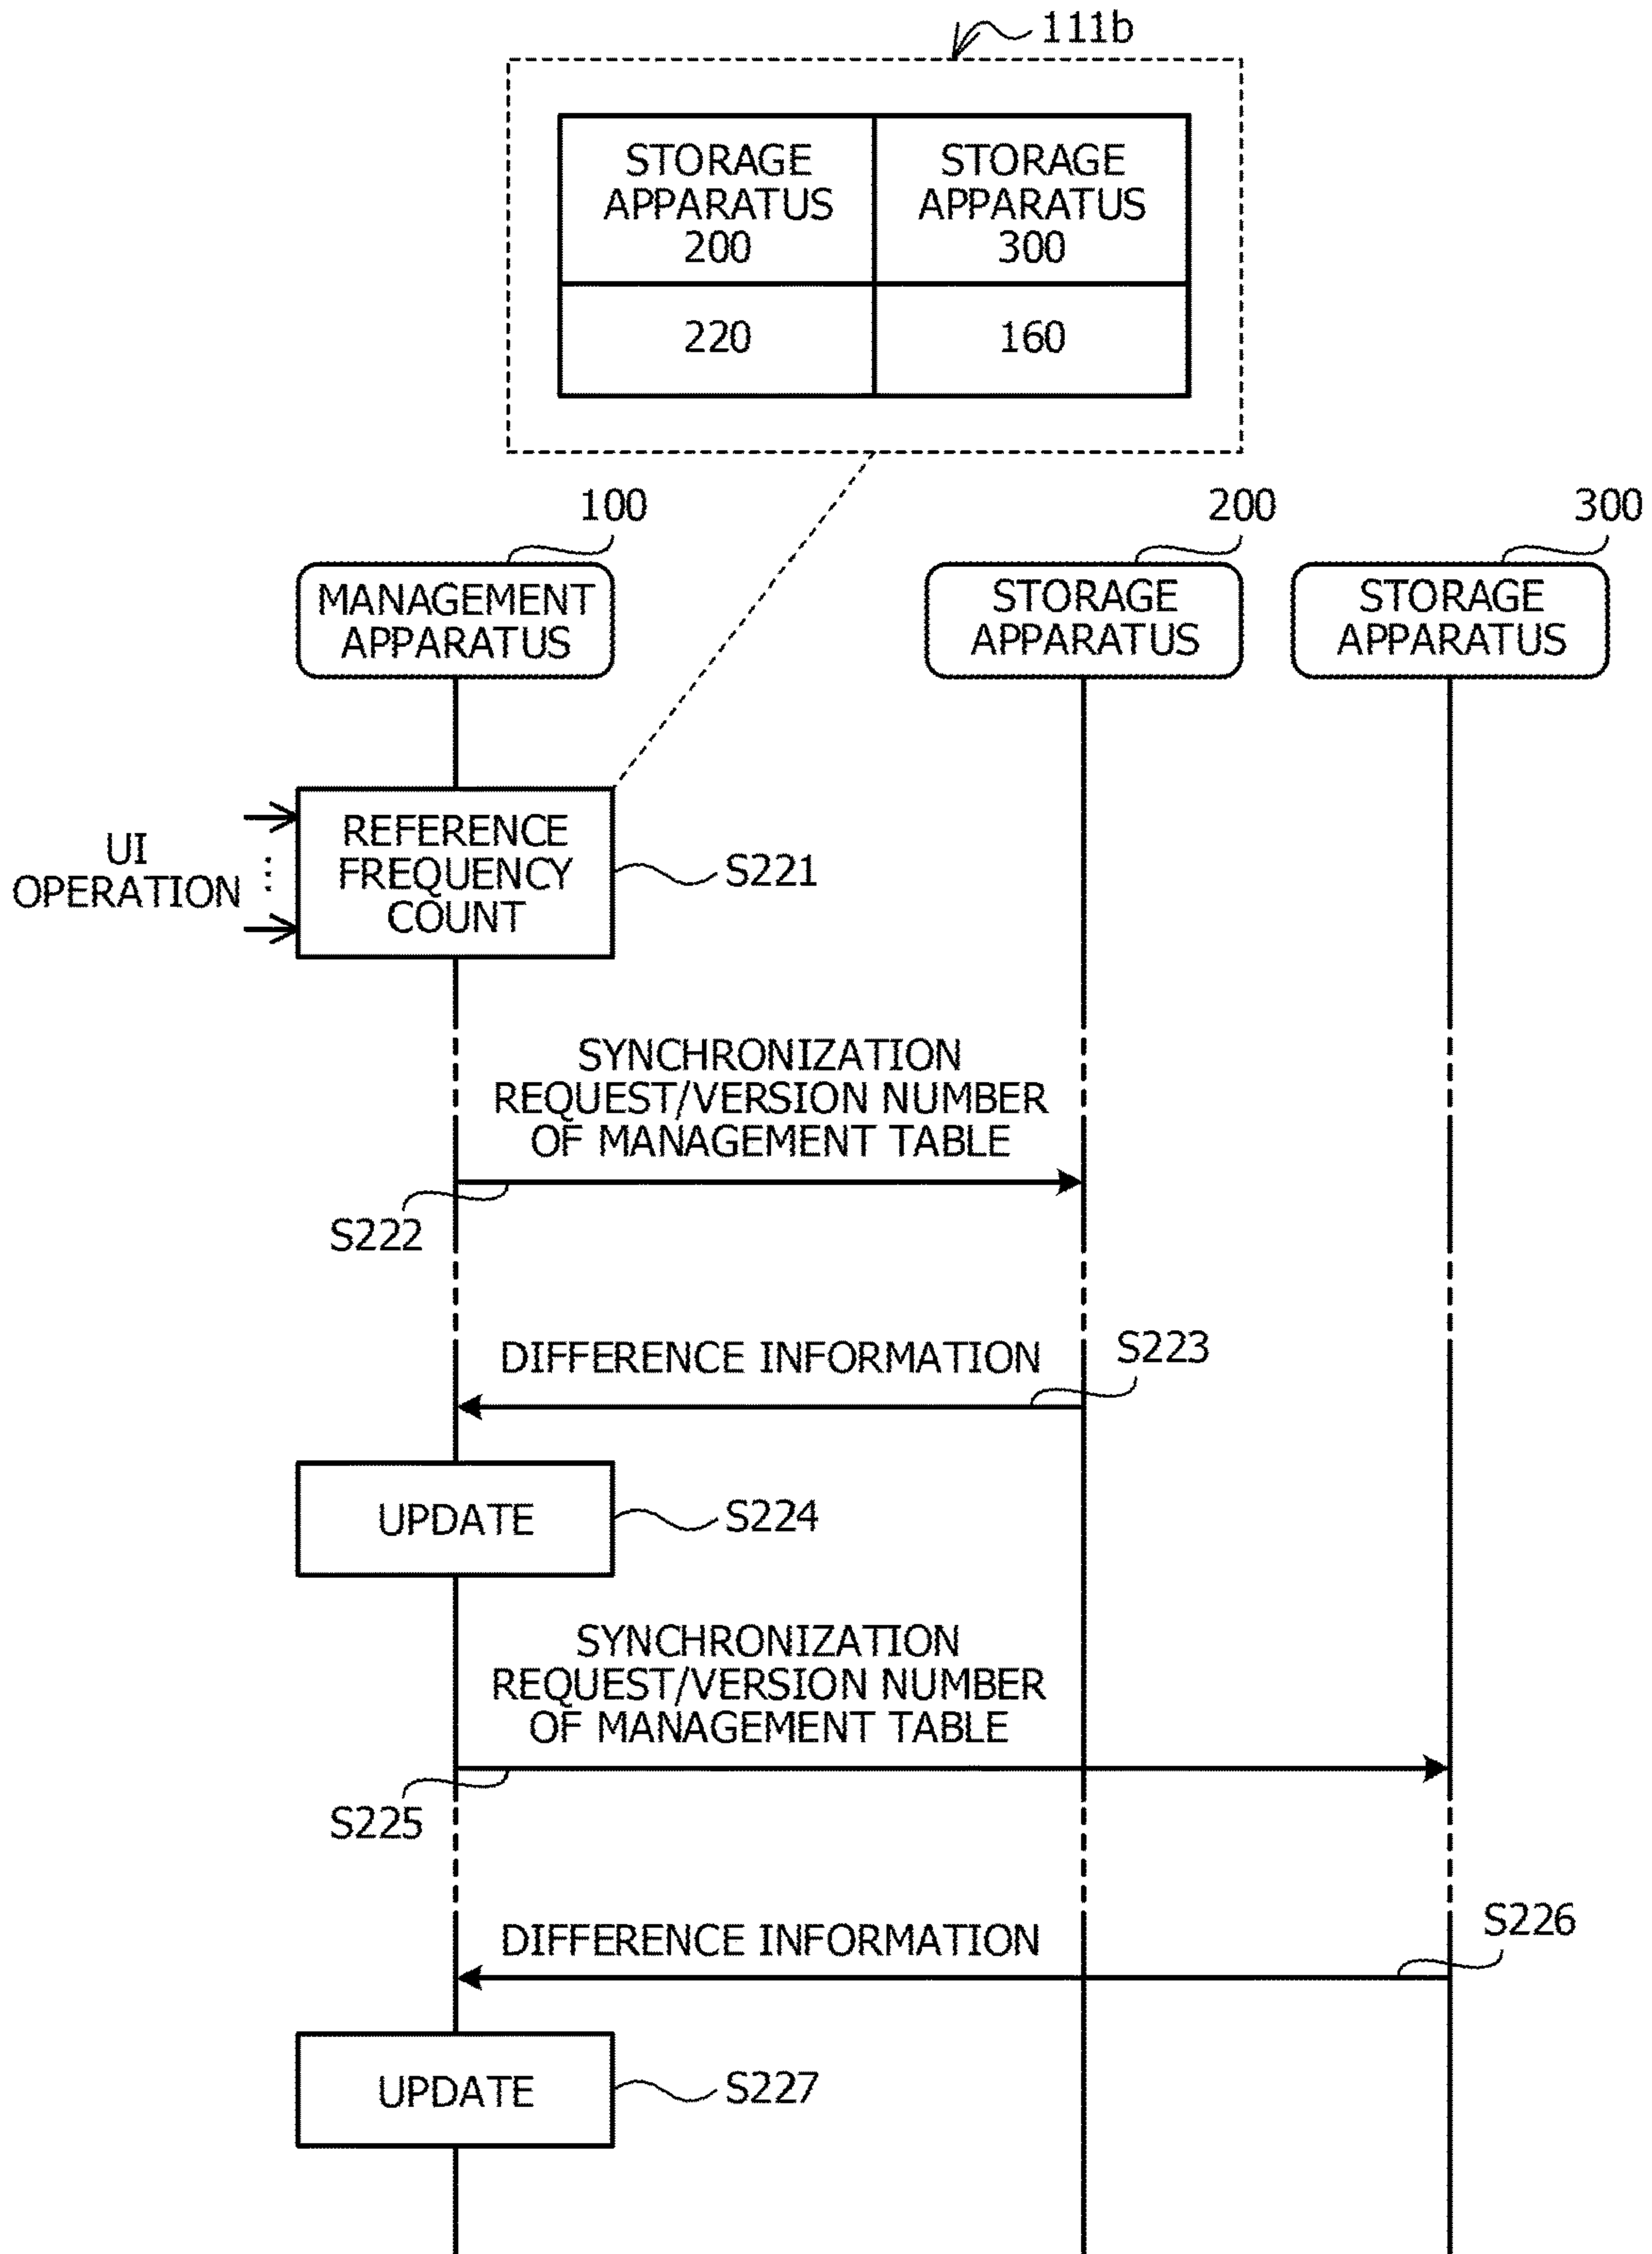 111b
STORAGE
APPARATUS
200
STORAGE
APPARATUS
300
220
160
100
200
300
MANAGEMENT
APPARATUS
STORAGE
APPARATUS
STORAGE
APPARATUS
UI
OPERATION
REFERENCE
FREQUENCY
COUNT
S221
SYNCHRONIZATION
REQUEST/VERSION NUMBER
OF MANAGEMENT TABLE
S222
DIFFERENCE INFORMATION
S223
UPDATE
S224
SYNCHRONIZATION
REQUEST/VERSION NUMBER
OF MANAGEMENT TABLE
S225
DIFFERENCE INFORMATION
S226
UPDATE
S227